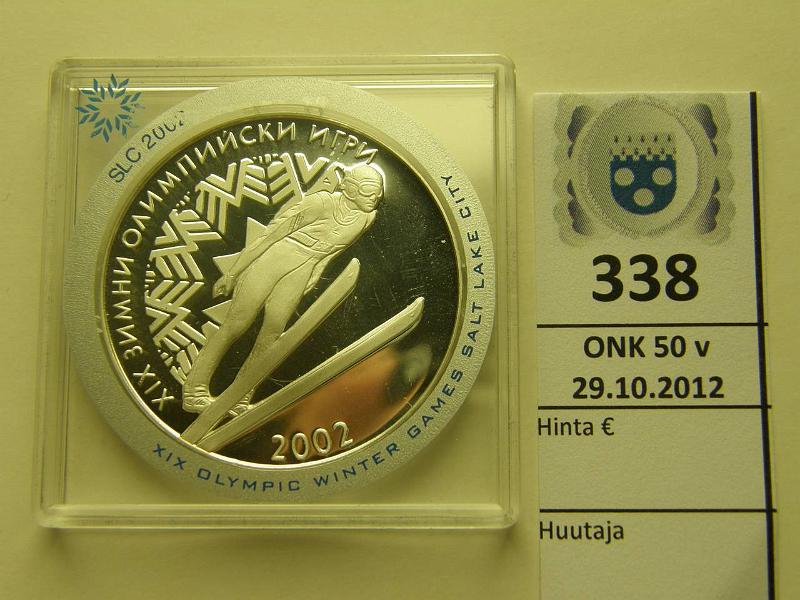 SLC 2002
XIX ЗИМНИ ОЛИМПИЙСКИ ИГРИ
2002
XIX OLYMPIC WINTER GAMES SALT LAKE CITY
338
ONK 50 v
29.10.2012
Hinta €
Huutaja